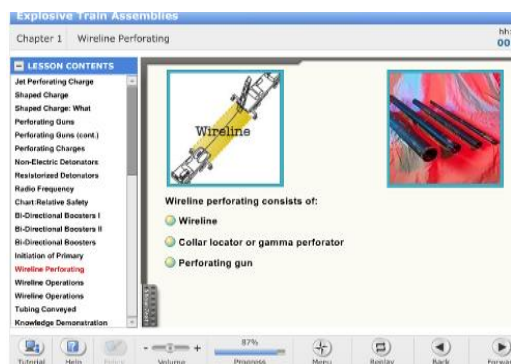 Explosive Train Assemblies
Chapter 1 Wireline Perforating
hh:
00
LESSON CONTENTS
Jet Perforating Charge
Shaped Charge
Shaped Charge: What
Perforating Guns
Perforating Guns (cont.)
Perforating Charges
Non-Electric Detonators
Resistorized Detonators
Radio Frequency
Chart:Relative Safety
Bi-Directional Boosters I
Bi-Directional Boosters II
Bi-Directional Boosters
Initiation of Primary
Wireline Perforating
Wireline Operations
Wireline Operations
Tubing Conveyed
Knowledge Demonstration
Wireline
Wireline perforating consists of:
Wireline
Collar locator or gamma perforator
Perforating gun
- +
87%
Tutorial Help Volume Progress Menu Replay Back Forward